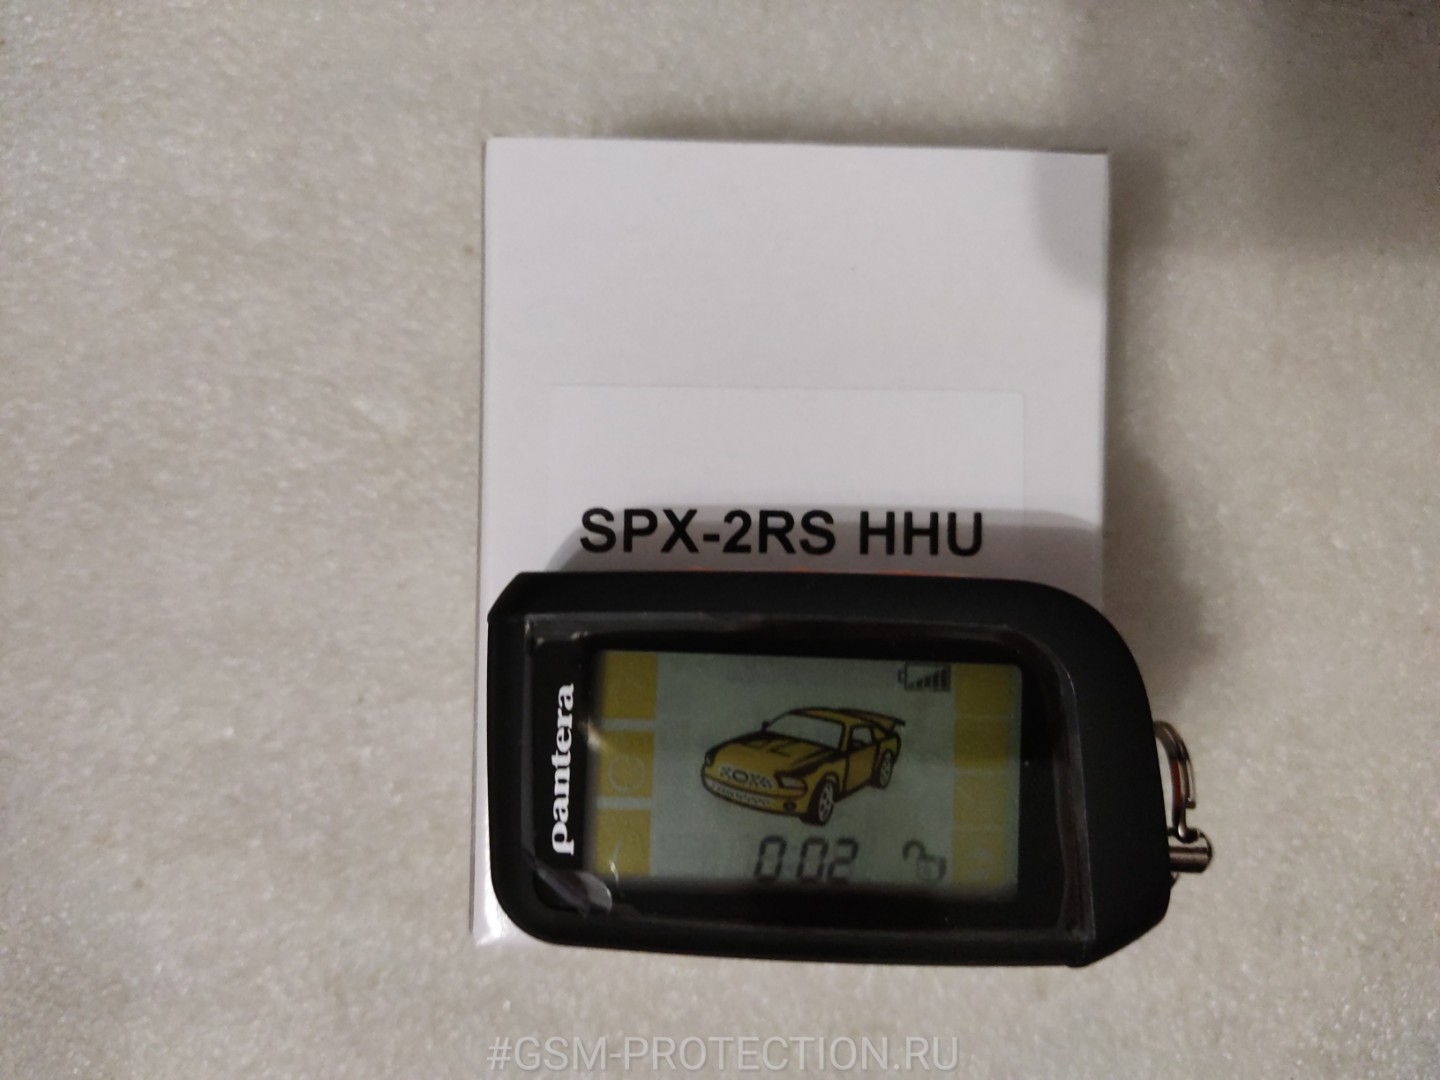 SPX-2RS HHU
pantera
0:02
#GSM-PROTECTION.RU